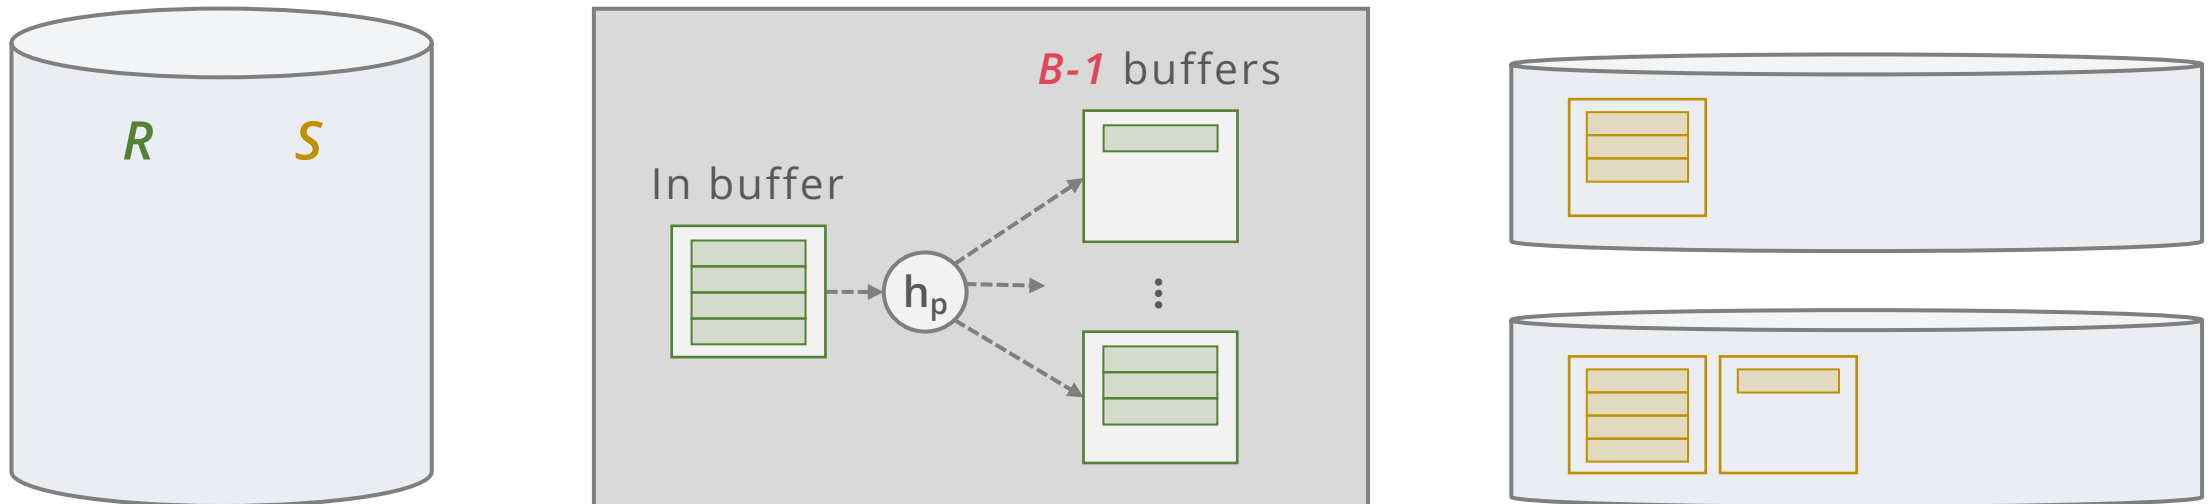 R S
B-1 buffers
In buffer
hp
⋮